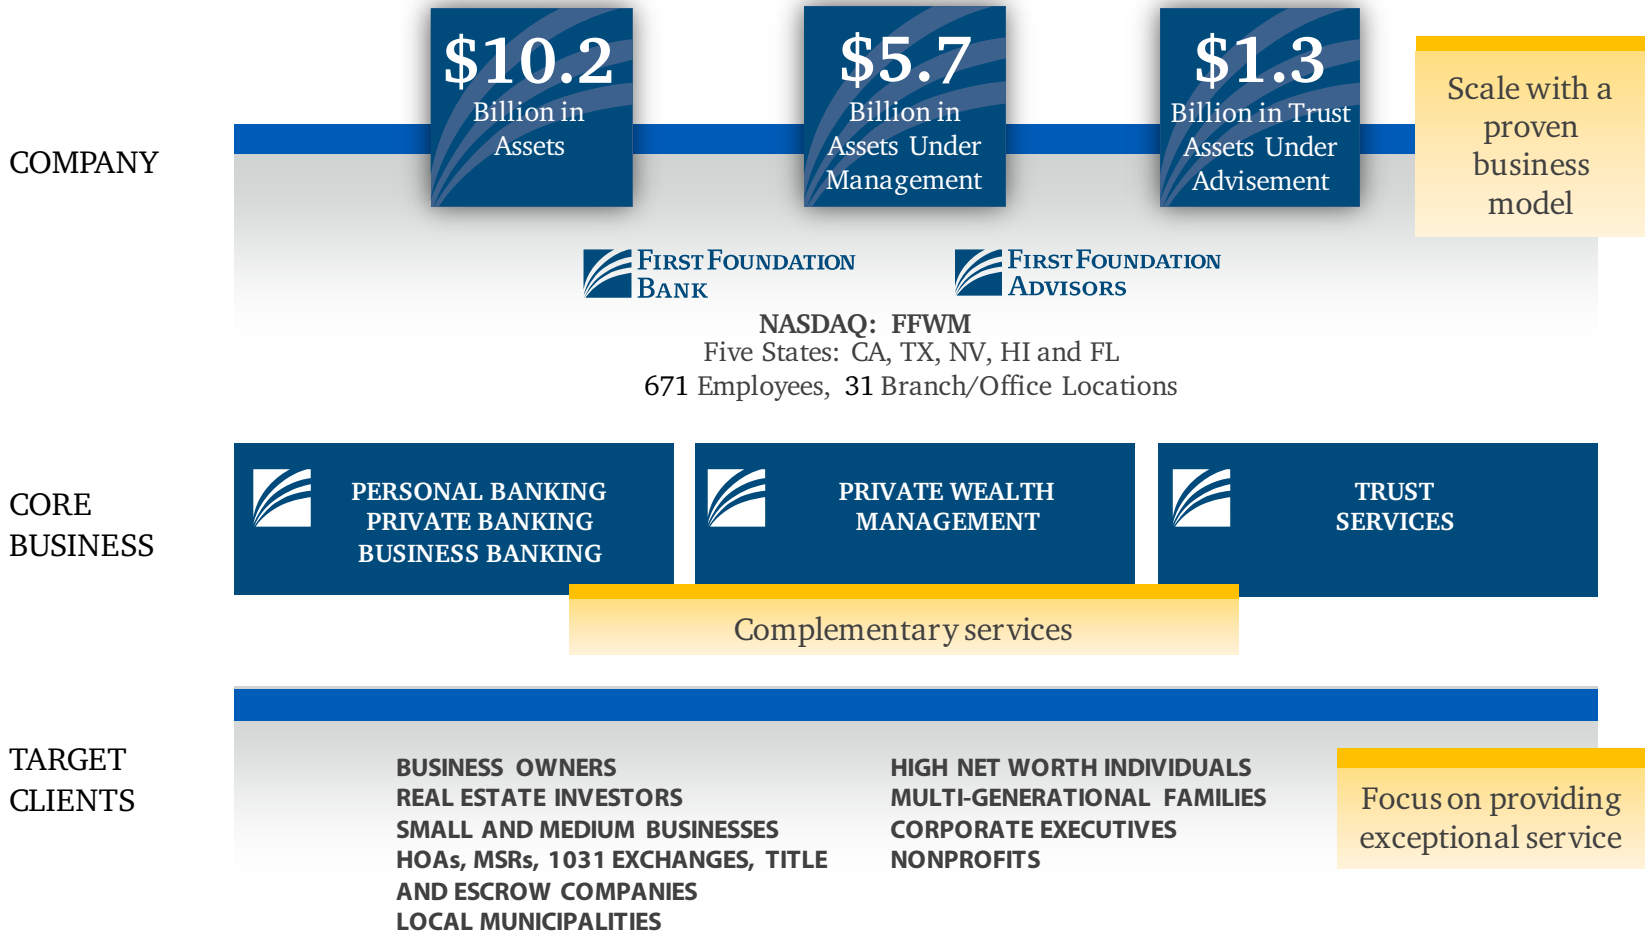 $10.2
Billion in
Assets
$5.7
Billion in
Assets Under
Management
$1.3
Billion in Trust
Assets Under
Advisement
Scale with a
proven
business
model
COMPANY
FIRST FOUNDATION
BANK
FIRST FOUNDATION
ADVISORS
NASDAQ: FFWM
Five States: CA, TX, NV, HI and FL
671 Employees, 31 Branch/Office Locations
CORE
BUSINESS
PERSONAL BANKING
PRIVATE BANKING
BUSINESS BANKING
PRIVATE WEALTH
MANAGEMENT
TRUST
SERVICES
Complementary services
TARGET
CLIENTS
BUSINESS OWNERS
REAL ESTATE INVESTORS
SMALL AND MEDIUM BUSINESSES
HOAs, MSRs, 1031 EXCHANGES, TITLE
AND ESCROW COMPANIES
LOCAL MUNICIPALITIES
HIGH NET WORTH INDIVIDUALS
MULTI-GENERATIONAL FAMILIES
CORPORATE EXECUTIVES
NONPROFITS
Focus on providing
exceptional service